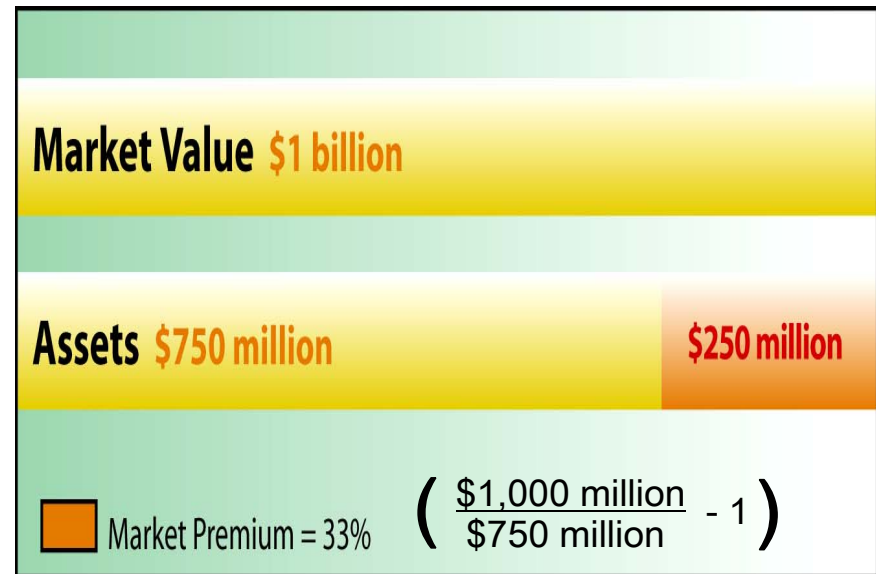 Market Value $1 billion
Assets $750 million $250 million
Market Premium = 33% ( $1,000 million
$750 million - 1 )